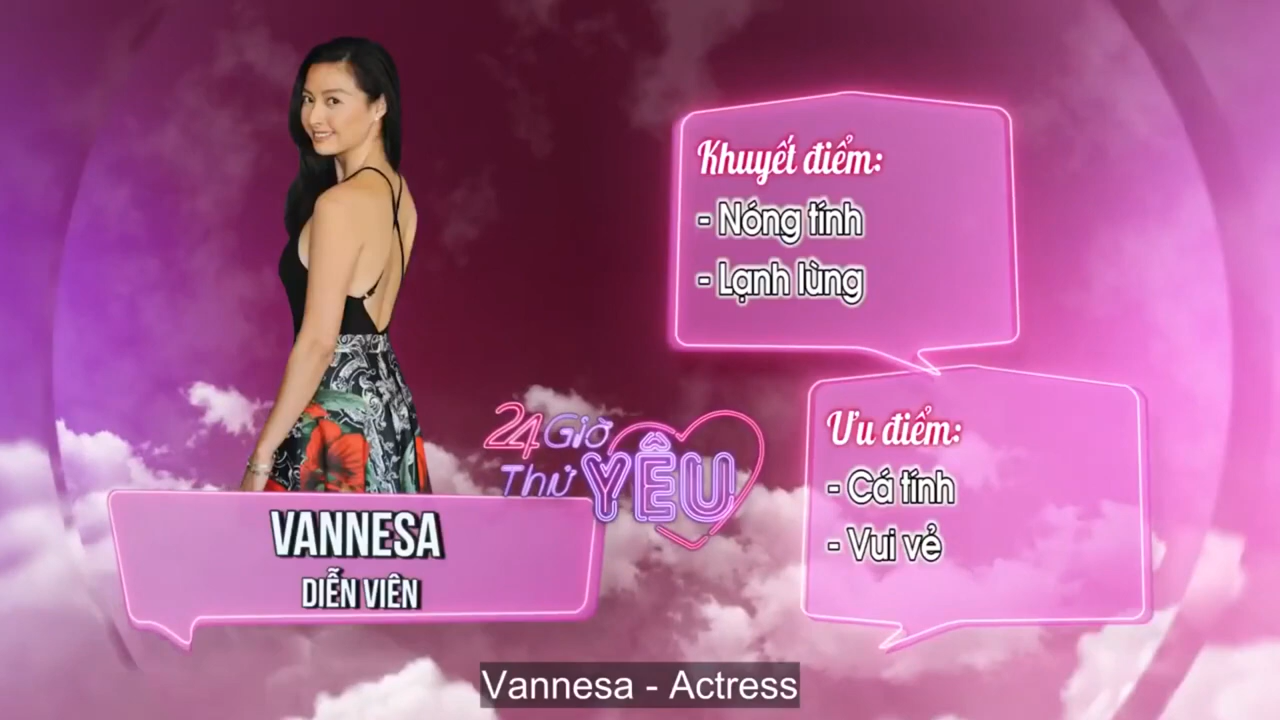 Khuyết điểm:
- Nóng tính
- Lạnh lùng
24 Giờ
Thử YÊU
Ưu điểm:
- Cá tính
- Vui vẻ
VANNESA
DIỄN VIÊN
Vannesa - Actress